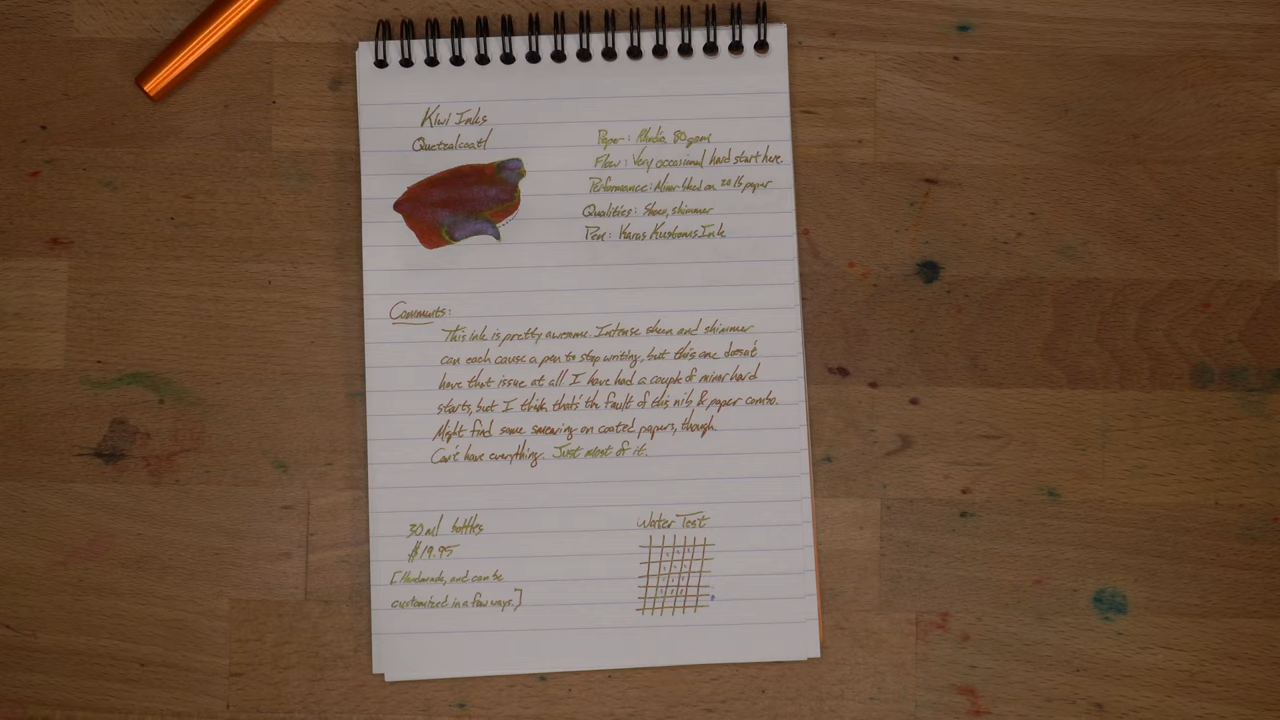 Kiwi Inks
Quetzalcoatl
Paper: Rhodia 80gsm
Flow: Very occasional hard start here.
Performance: Minor bleed on 20 lb paper
Qualities: Sheen, shimmer
Pen: Karas Kustoms Ink
Comments:
This ink is pretty awesome. Intense sheen and shimmer
can each cause a pen to stop writing, but this one doesn't
have that issue at all. I have had a couple of minor hard
starts, but I think that's the fault of this nib & paper combo.
Might find some smearing on coated papers, though.
Can't have everything. Just most of it.
30 ml bottles
$19.95
[Handmade, and can be
customized in a few ways.]
Water Test